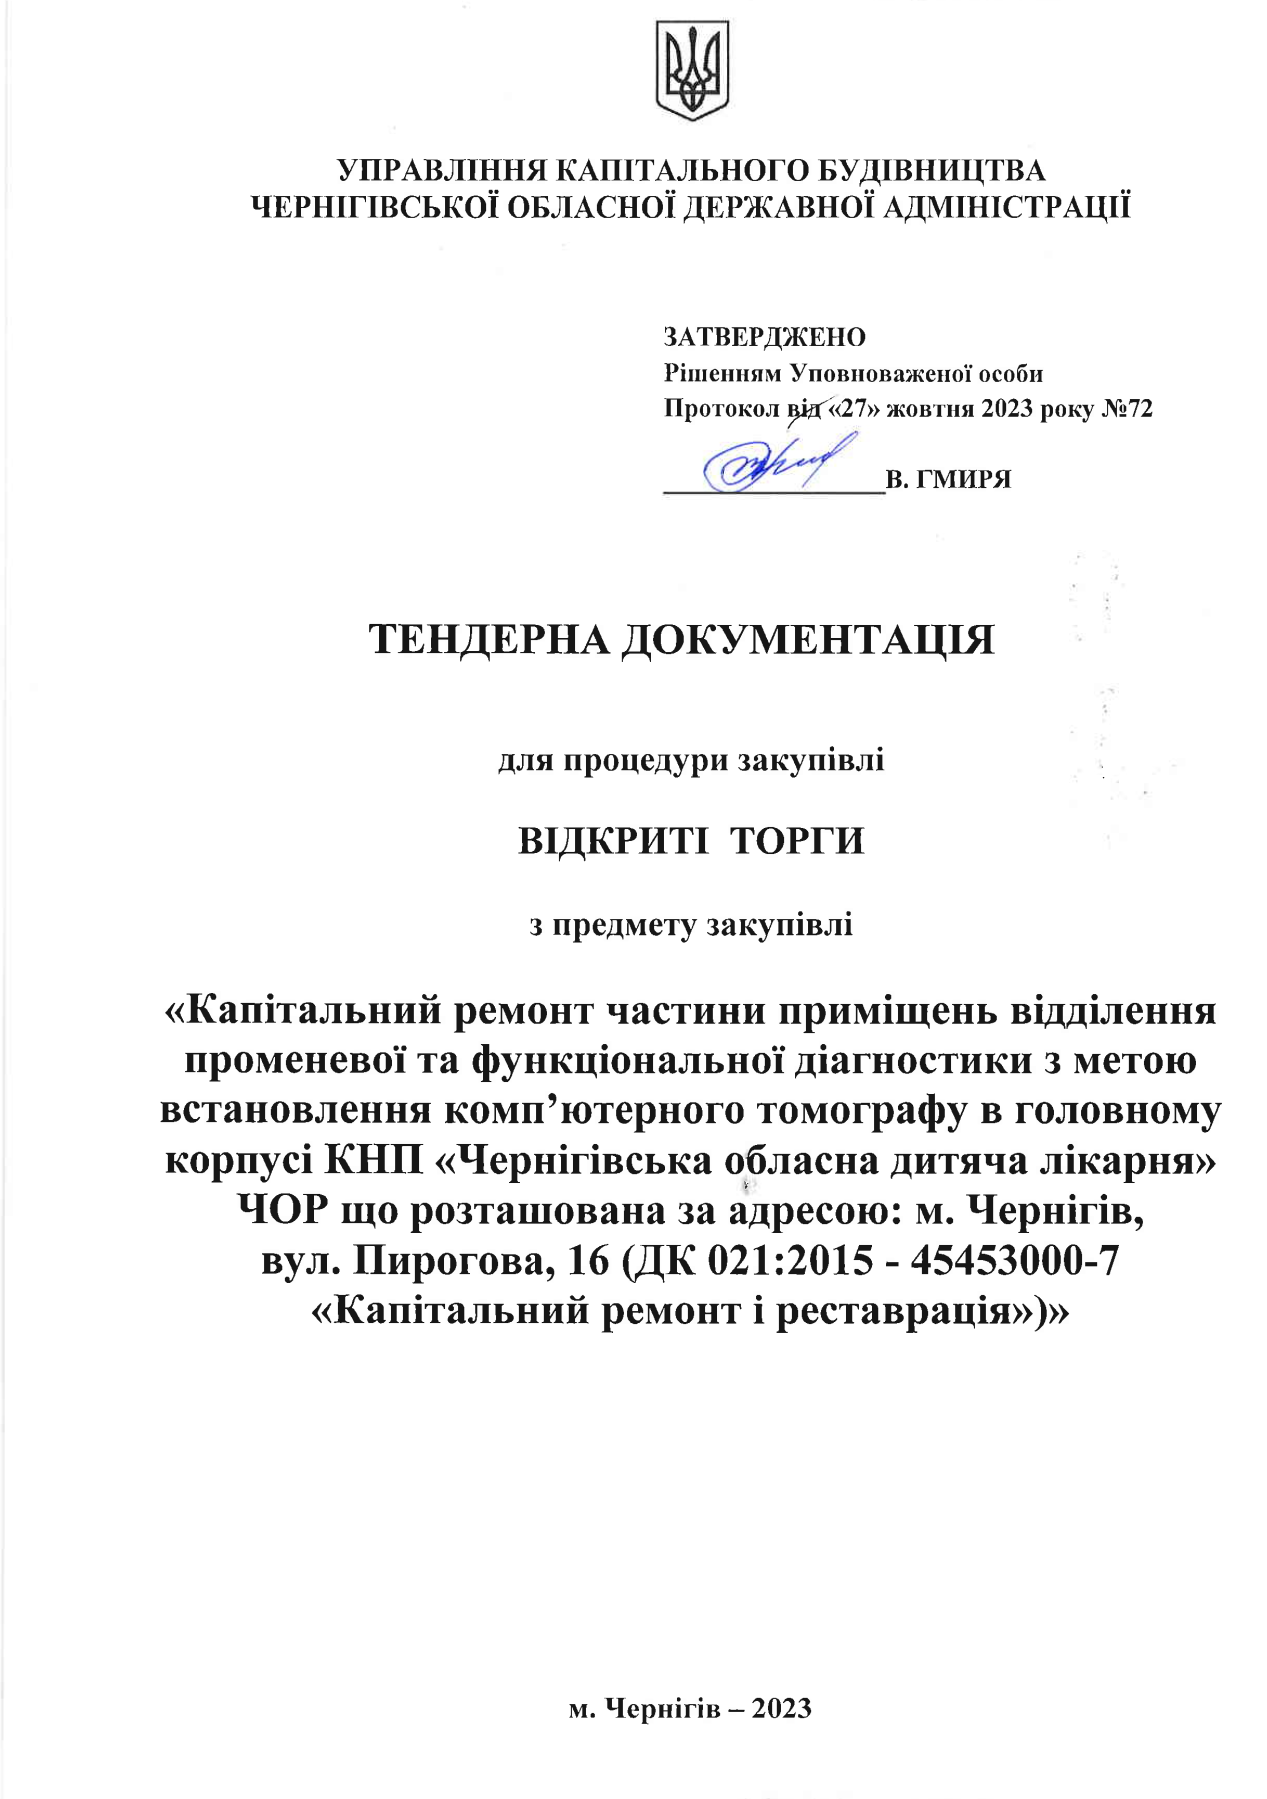 УПРАВЛІННЯ КАПІТАЛЬНОГО БУДІВНИЦТВА
ЧЕРНІГІВСЬКОЇ ОБЛАСНОЇ ДЕРЖАВНОЇ АДМІНІСТРАЦІЇ
ЗАТВЕРДЖЕНО
Рішенням Уповноваженої особи
Протокол від «27» жовтня 2023 року №72
В. ГМИРЯ
ТЕНДЕРНА ДОКУМЕНТАЦІЯ
для процедури закупівлі
ВІДКРИТІ ТОРГИ
з предмету закупівлі
«Капітальний ремонт частини приміщень відділення
променевої та функціональної діагностики з метою
встановлення комп’ютерного томографу в головному
корпусі КНП «Чернігівська обласна дитяча лікарня»
ЧОР що розташована за адресою: м. Чернігів,
вул. Пирогова, 16 (ДК 021:2015 - 45453000-7
«Капітальний ремонт і реставрація»)»
м. Чернігів – 2023